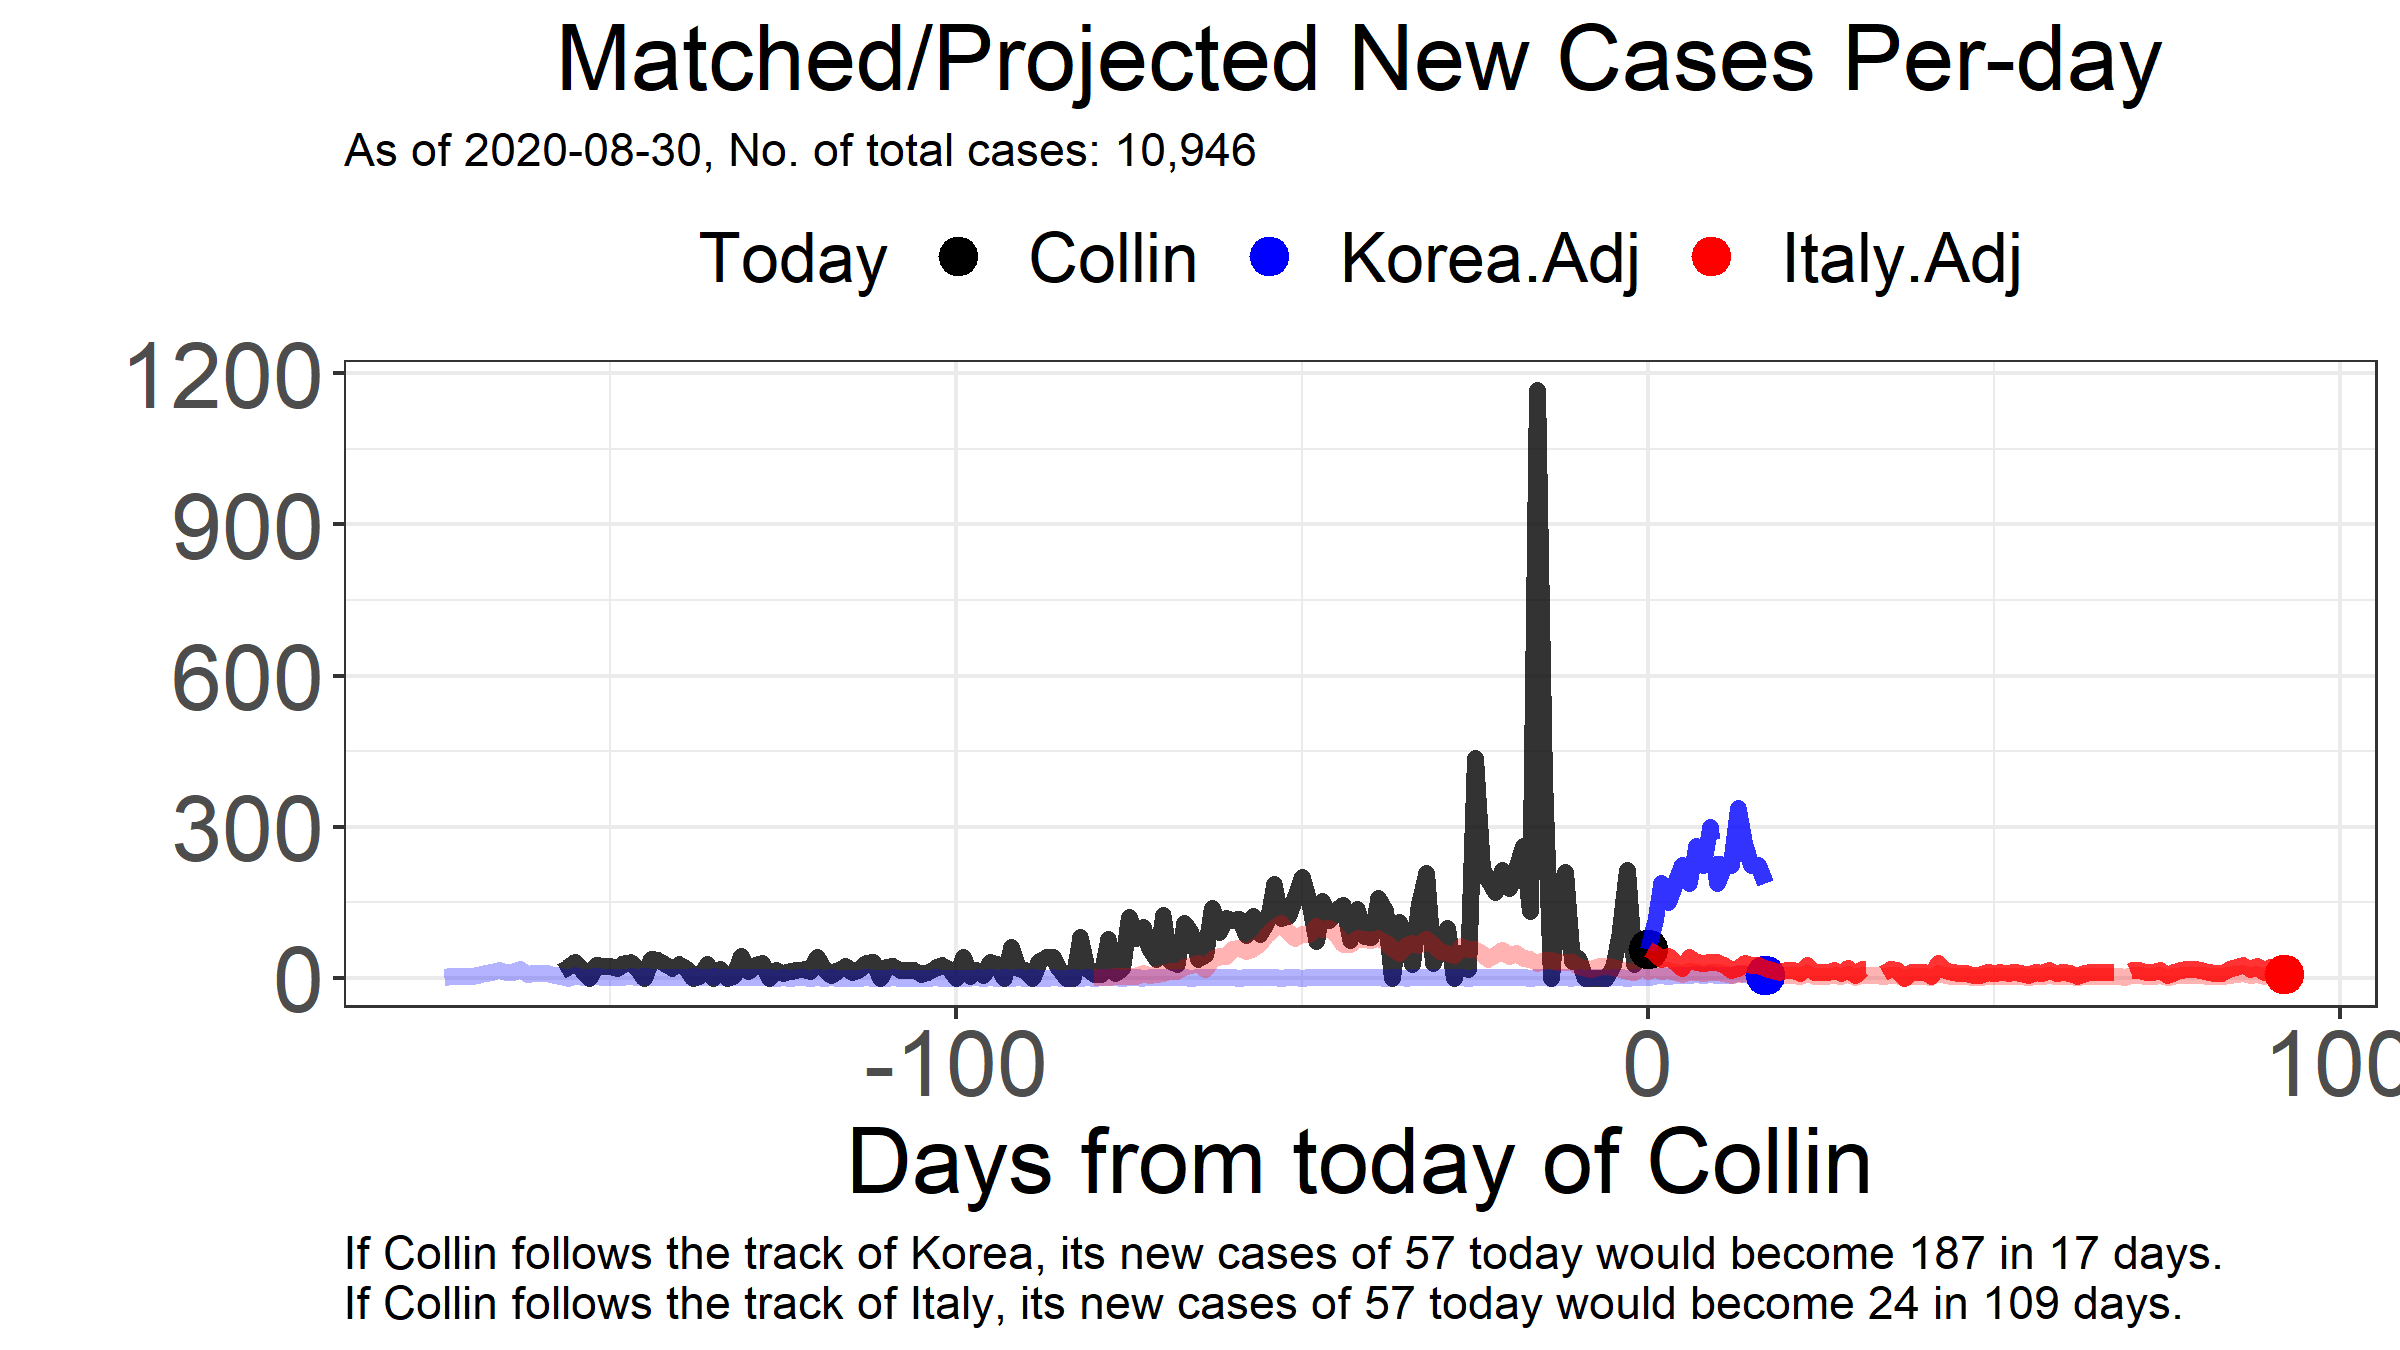 Matched/Projected New Cases Per-day
As of 2020-08-30, No. of total cases: 10,946
Today Collin Korea.Adj Italy.Adj
1200
900
600
300
0
-100 0 100
Days from today of Collin
If Collin follows the track of Korea, its new cases of 57 today would become 187 in 17 days.
If Collin follows the track of Italy, its new cases of 57 today would become 24 in 109 days.